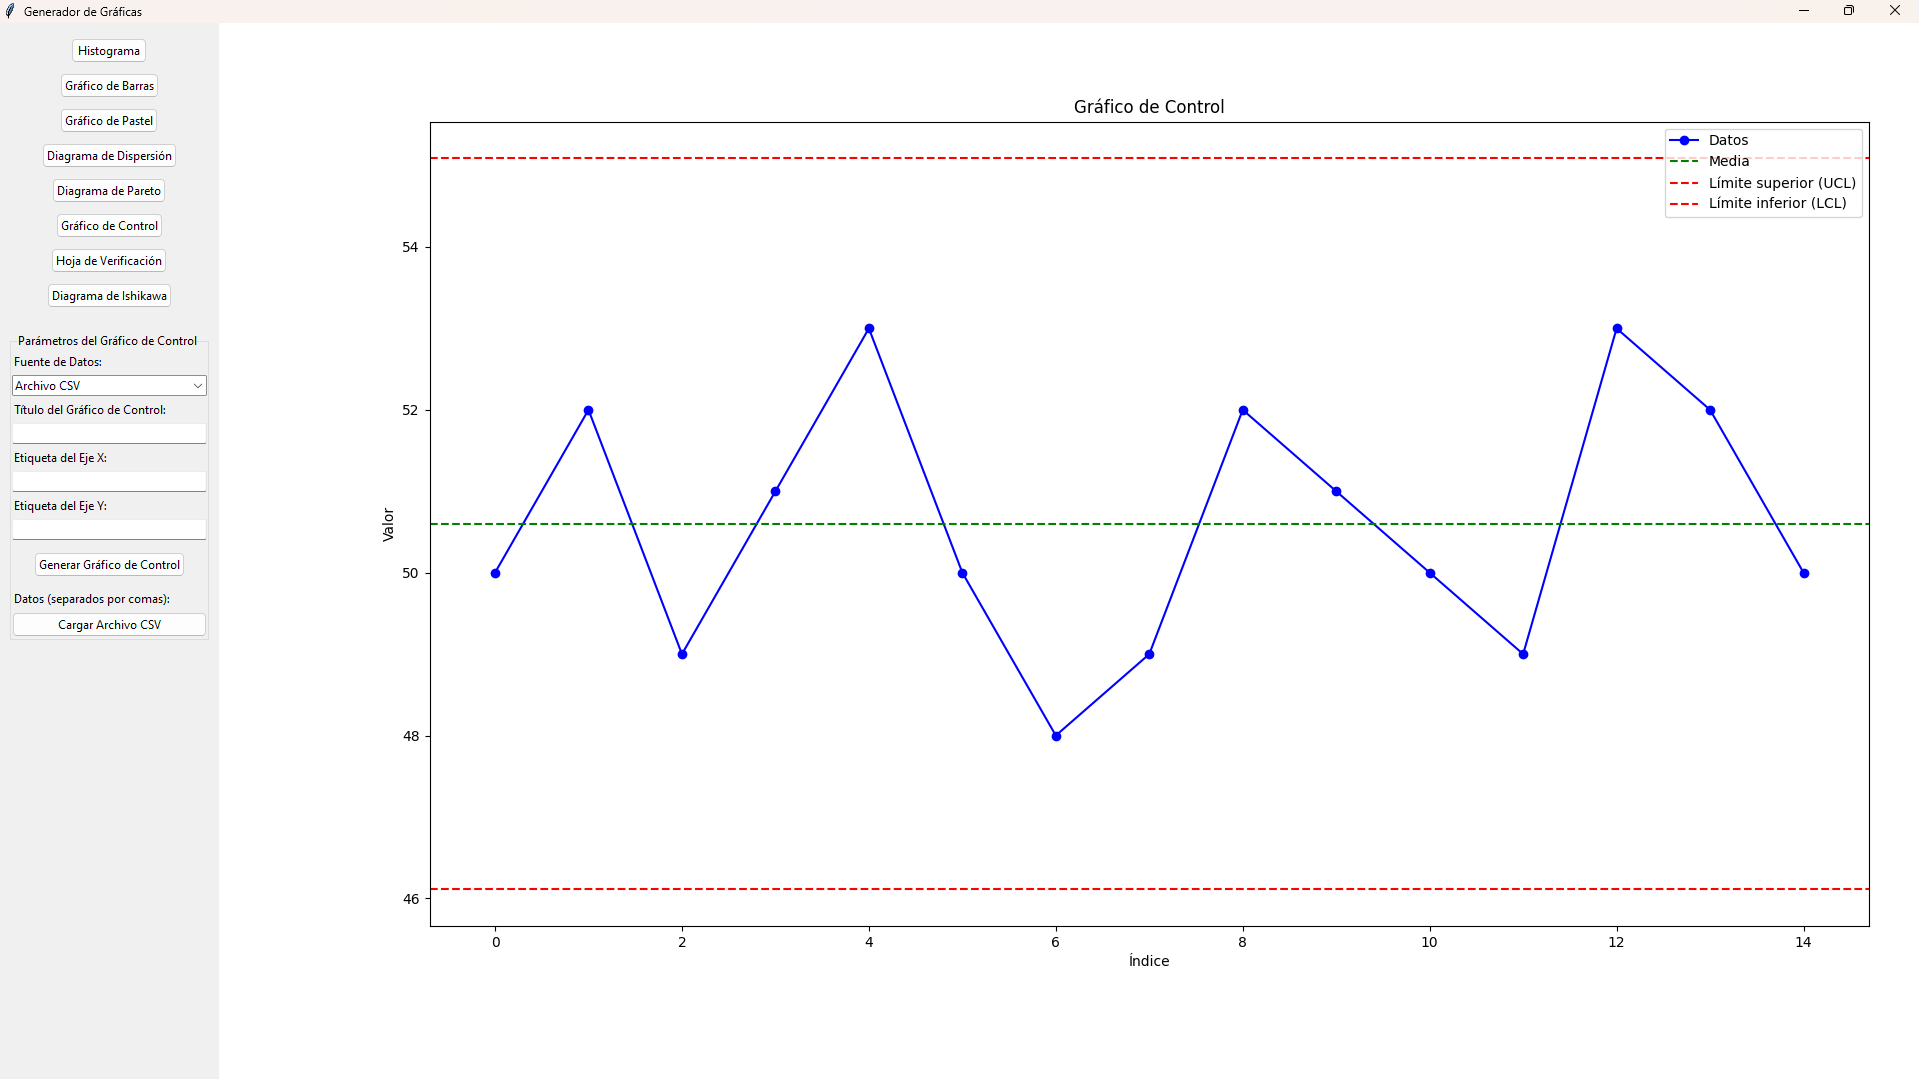 Generador de Gráficas
Histograma
Gráfico de Barras
Gráfico de Pastel
Diagrama de Dispersión
Diagrama de Pareto
Gráfico de Control
Hoja de Verificación
Diagrama de Ishikawa
Parámetros del Gráfico de Control
Fuente de Datos:
Archivo CSV
Título del Gráfico de Control:
Etiqueta del Eje X:
Etiqueta del Eje Y:
Generar Gráfico de Control
Datos (separados por comas):
Cargar Archivo CSV
Gráfico de Control
Datos
Media
Límite superior (UCL)
Límite inferior (LCL)
Valor
54
52
50
48
46
0 2 4 6 8 10 12 14
Índice